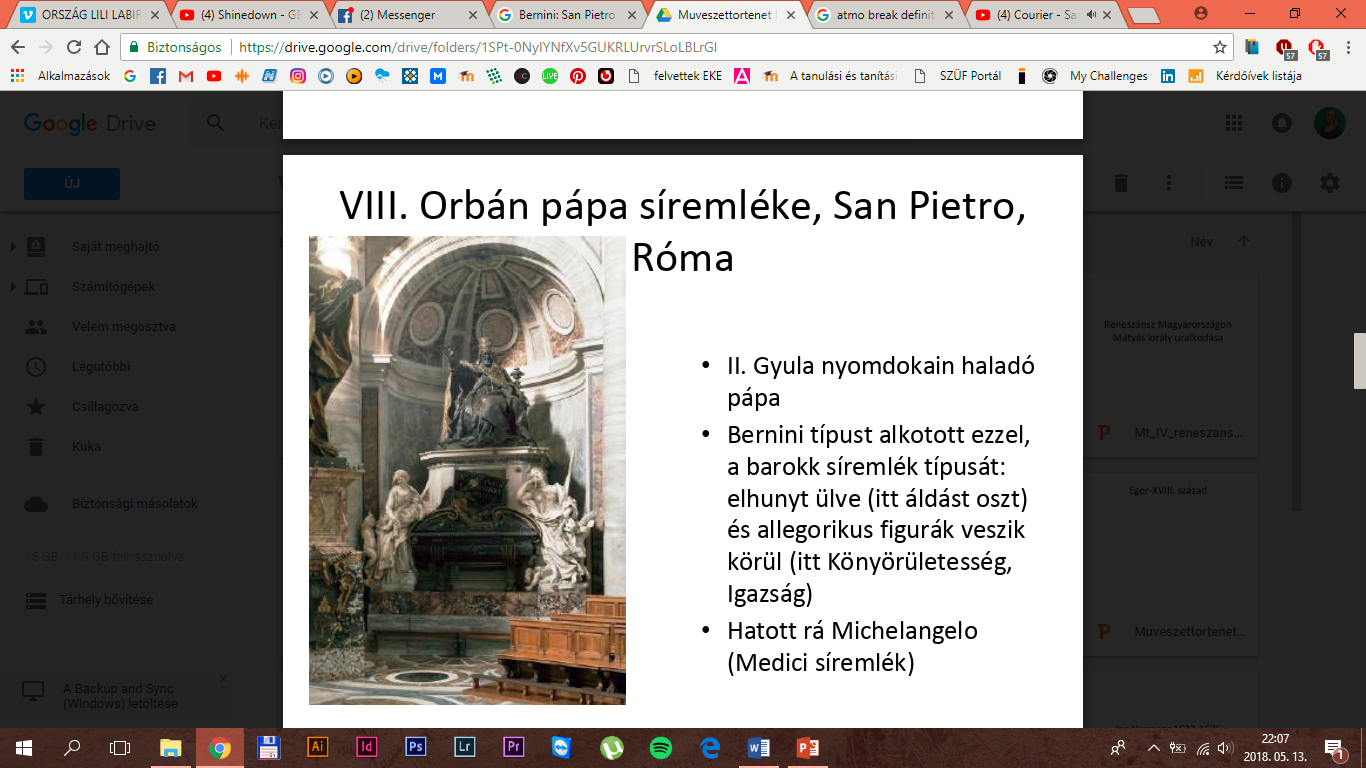 ORSZÁG LILI LABIR
(4) Shinedown - GE
(2) Messenger
Bernini: San Pietro
Muveszettortenet
atmo break definit
(4) Courier - Sa
Biztonságos
https://drive.google.com/drive/folders/1SPt-0NylYNfXv5GUKRLUrvrSLoLBLrGl
Alkalmazások
felvettek EKE
A tanulási és tanítási
SZÜF Portál
My Challenges
Kérdőívek listája
57
57
Google Drive
Ker
ÚJ
Saját meghajtó
Számítógépek
Velem megosztva
Legutóbbi
Csillagozva
Kuka
Biztonsági másolatok
15 GB/11,9 GB felhasználva
Tárhely bővítése
A Backup and Sync
(Windows) letöltése
VIII. Orbán pápa síremléke, San Pietro,
Róma
• II. Gyula nyomdokain haladó
pápa
• Bernini típust alkotott ezzel,
a barokk síremlék típusát:
elhunyt ülve (itt áldást oszt)
és allegorikus figurák veszik
körül (itt Könyörületesség,
Igazság)
• Hatott rá Michelangelo
(Medici síremlék)
Név
Reneszánsz Magyarországon
Mátyás király uralkodása
Mt_IV_reneszans...
Eger-XVIII. század
Muveszettortenet...
22:07
2018. 05. 13.